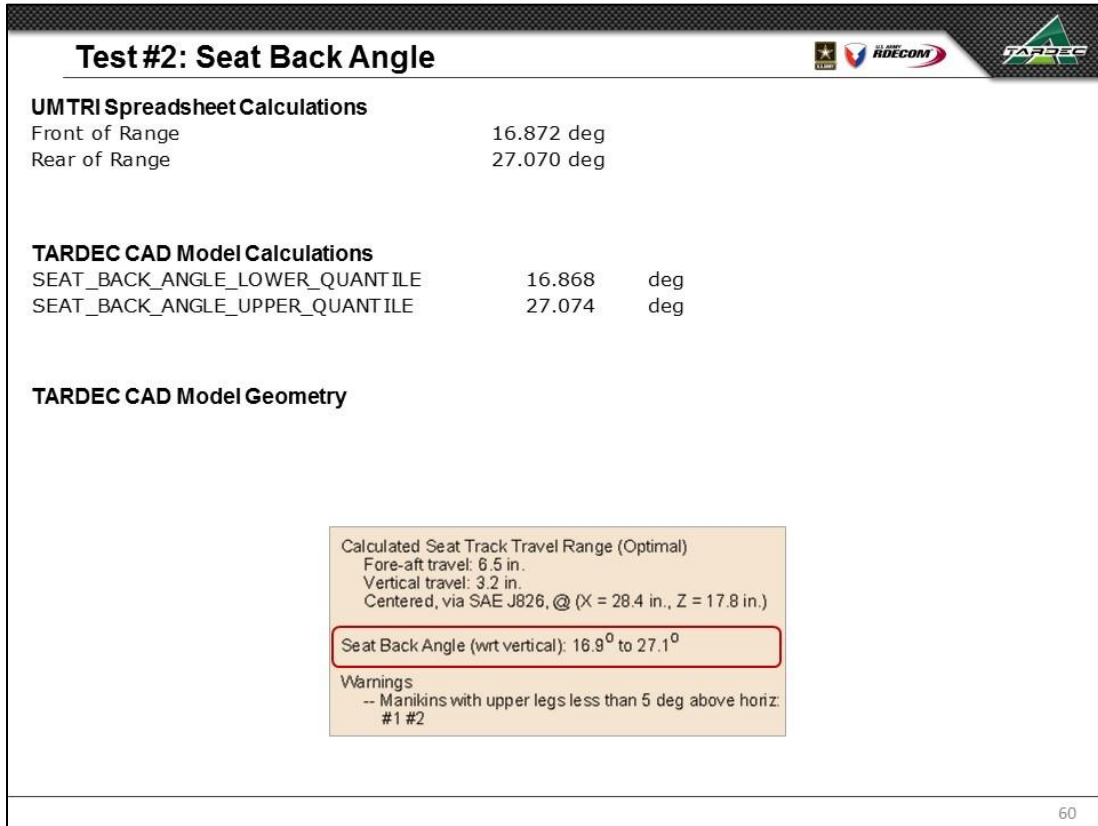 Test #2: Seat Back Angle
U.S. ARMY
U.S. ARMY RDECOM
TARDEC
UMTRI Spreadsheet Calculations
Front of Range 16.872 deg
Rear of Range 27.070 deg
TARDEC CAD Model Calculations
SEAT_BACK_ANGLE_LOWER_QUANTILE 16.868 deg
SEAT_BACK_ANGLE_UPPER_QUANTILE 27.074 deg
TARDEC CAD Model Geometry
Calculated Seat Track Travel Range (Optimal)
Fore-aft travel: 6.5 in.
Vertical travel: 3.2 in.
Centered, via SAE J826, @ (X = 28.4 in., Z = 17.8 in.)
Seat Back Angle (wrt vertical): 16.9⁰ to 27.1⁰
Warnings
-- Manikins with upper legs less than 5 deg above horiz:
#1 #2
60